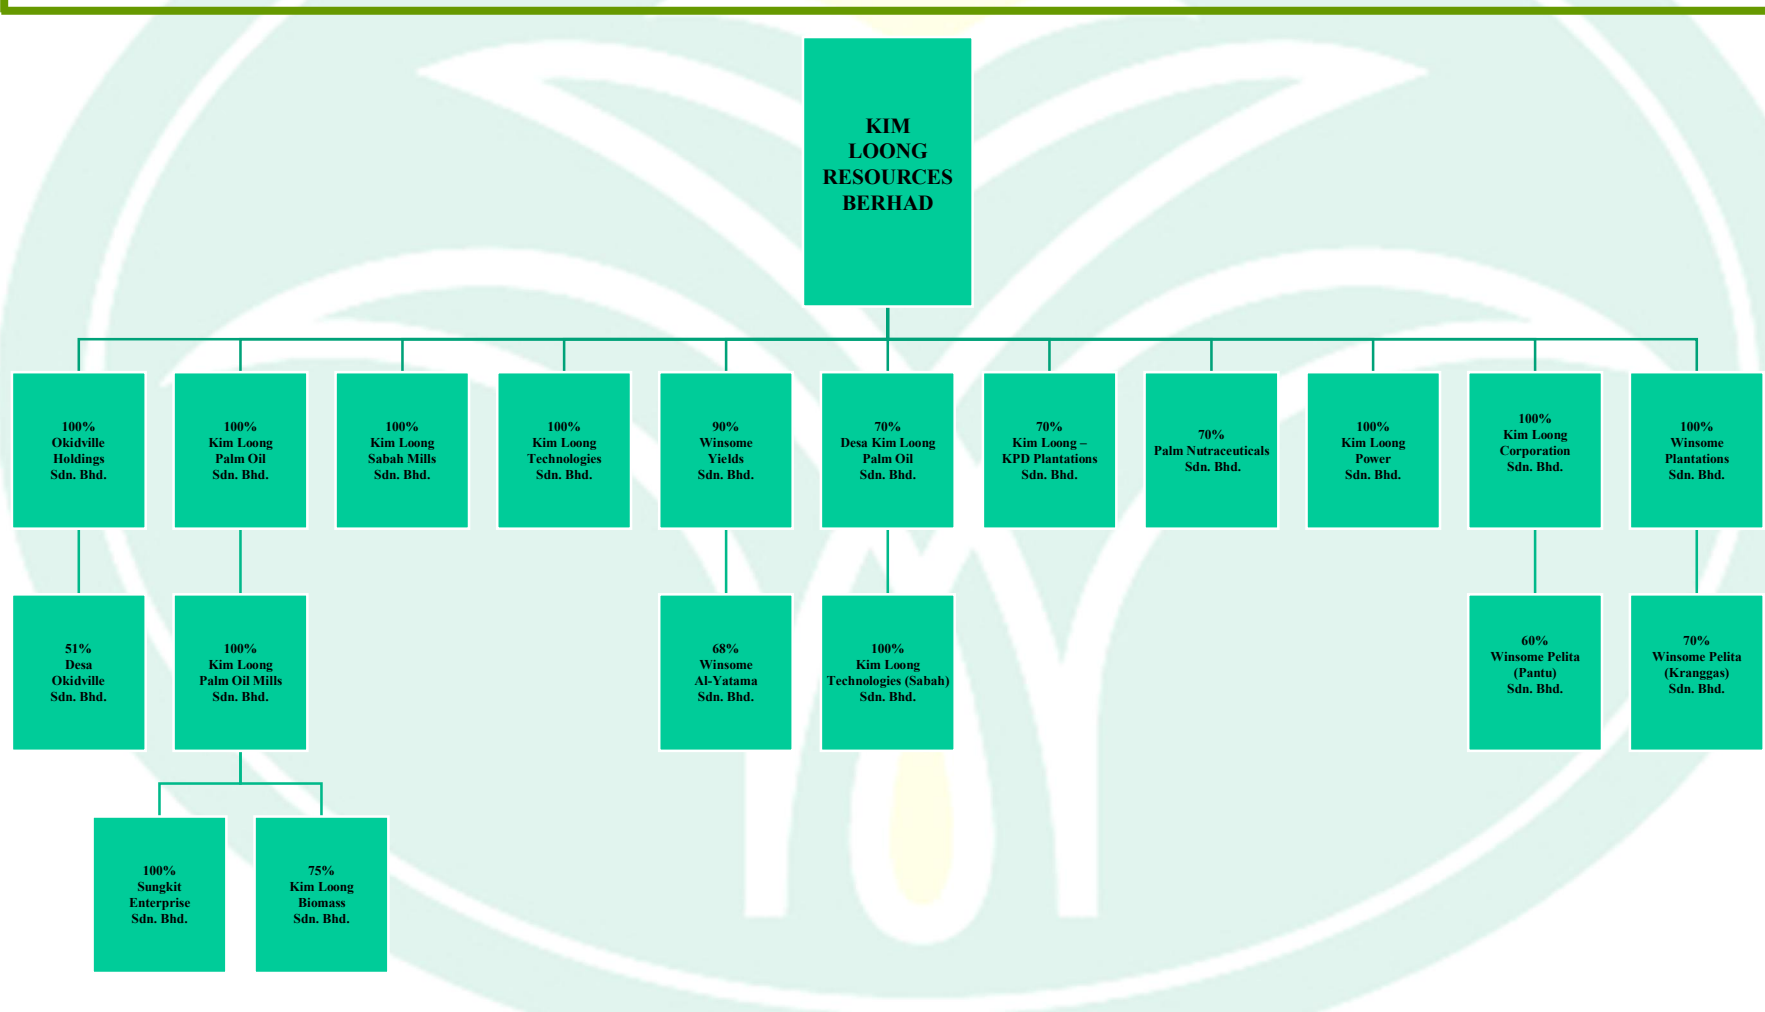 KIM
LOONG
RESOURCES
BERHAD
100%
Okidville
Holdings
Sdn. Bhd.
100%
Kim Loong
Palm Oil
Sdn. Bhd.
100%
Kim Loong
Sabah Mills
Sdn. Bhd.
100%
Kim Loong
Technologies
Sdn. Bhd.
90%
Winsome
Yields
Sdn. Bhd.
70%
Desa Kim Loong
Palm Oil
Sdn. Bhd.
70%
Kim Loong –
KPD Plantations
Sdn. Bhd.
70%
Palm Nutraceuticals
Sdn. Bhd.
100%
Kim Loong
Power
Sdn. Bhd.
100%
Kim Loong
Corporation
Sdn. Bhd.
100%
Winsome
Plantations
Sdn. Bhd.
51%
Desa
Okidville
Sdn. Bhd.
100%
Kim Loong
Palm Oil Mills
Sdn. Bhd.
68%
Winsome
Al-Yatama
Sdn. Bhd.
100%
Kim Loong
Technologies (Sabah)
Sdn. Bhd.
60%
Winsome Pelita
(Pantu)
Sdn. Bhd.
70%
Winsome Pelita
(Kranggas)
Sdn. Bhd.
100%
Sungkit
Enterprise
Sdn. Bhd.
75%
Kim Loong
Biomass
Sdn. Bhd.